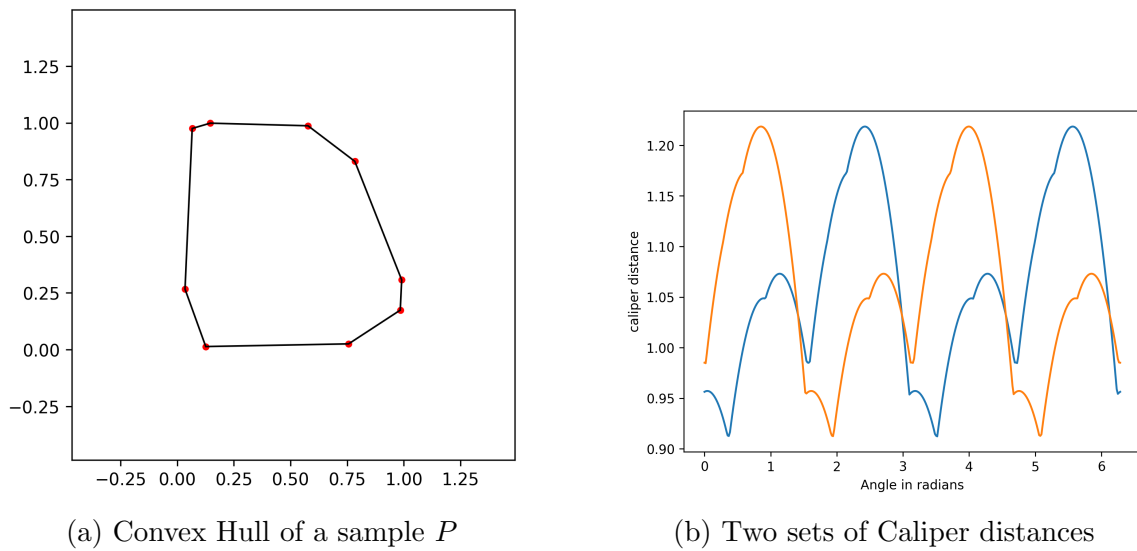 1.25
1.00
0.75
0.50
0.25
0.00
−0.25
−0.25 0.00 0.25 0.50 0.75 1.00 1.25
(a) Convex Hull of a sample P
1.20
1.15
1.10
1.05
1.00
0.95
0.90
caliper distance
0 1 2 3 4 5 6
Angle in radians
(b) Two sets of Caliper distances